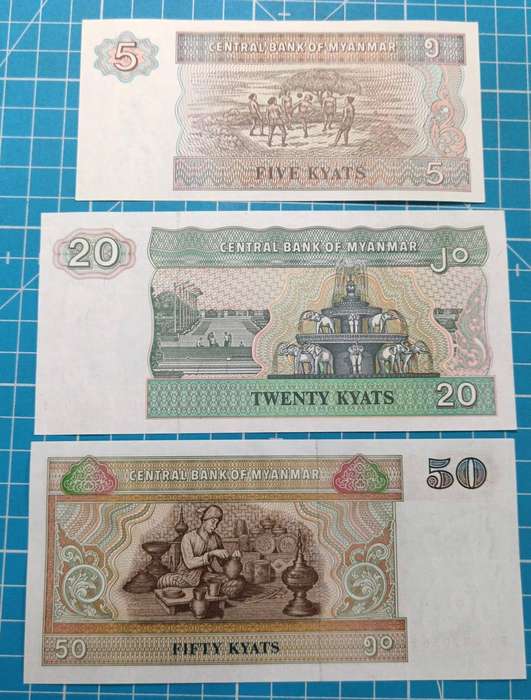 5 CENTRAL BANK OF MYANMAR ၅
FIVE KYATS 5
20 CENTRAL BANK OF MYANMAR ၂၀
TWENTY KYATS 20
CENTRAL BANK OF MYANMAR 50
50 FIFTY KYATS ၅၀